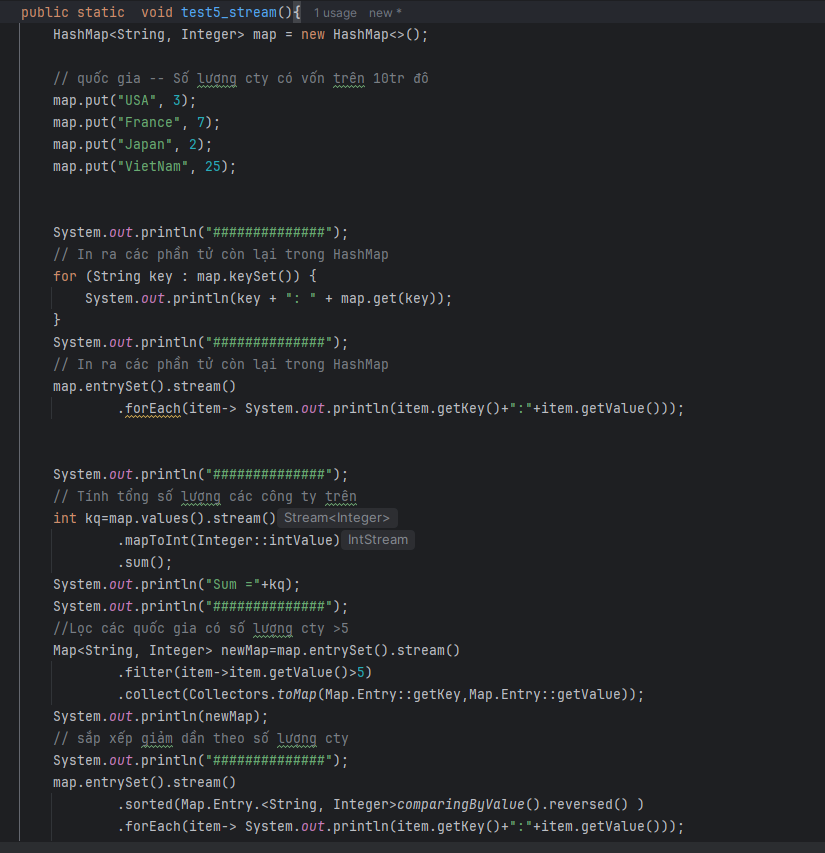 public static  void test5_stream(){  1 usage  new *
    HashMap<String, Integer> map = new HashMap<>();

    // quốc gia -- Số lượng cty có vốn trên 10tr đô
    map.put("USA", 3);
    map.put("France", 7);
    map.put("Japan", 2);
    map.put("VietNam", 25);


    System.out.println("##############");
    // In ra các phần tử còn lại trong HashMap
    for (String key : map.keySet()) {
        System.out.println(key + ": " + map.get(key));
    }
    System.out.println("##############");
    // In ra các phần tử còn lại trong HashMap
    map.entrySet().stream()
            .forEach(item-> System.out.println(item.getKey()+":"+item.getValue()));


    System.out.println("##############");
    // Tính tổng số lượng các công ty trên
    int kq=map.values().stream() Stream<Integer>
            .mapToInt(Integer::intValue) IntStream
            .sum();
    System.out.println("Sum ="+kq);
    System.out.println("##############");
    //Lọc các quốc gia có số lượng cty >5
    Map<String, Integer> newMap=map.entrySet().stream()
            .filter(item->item.getValue()>5)
            .collect(Collectors.toMap(Map.Entry::getKey,Map.Entry::getValue));
    System.out.println(newMap);
    // sắp xếp giảm dần theo số lượng cty
    System.out.println("##############");
    map.entrySet().stream()
            .sorted(Map.Entry.<String, Integer>comparingByValue().reversed() )
            .forEach(item-> System.out.println(item.getKey()+":"+item.getValue()));